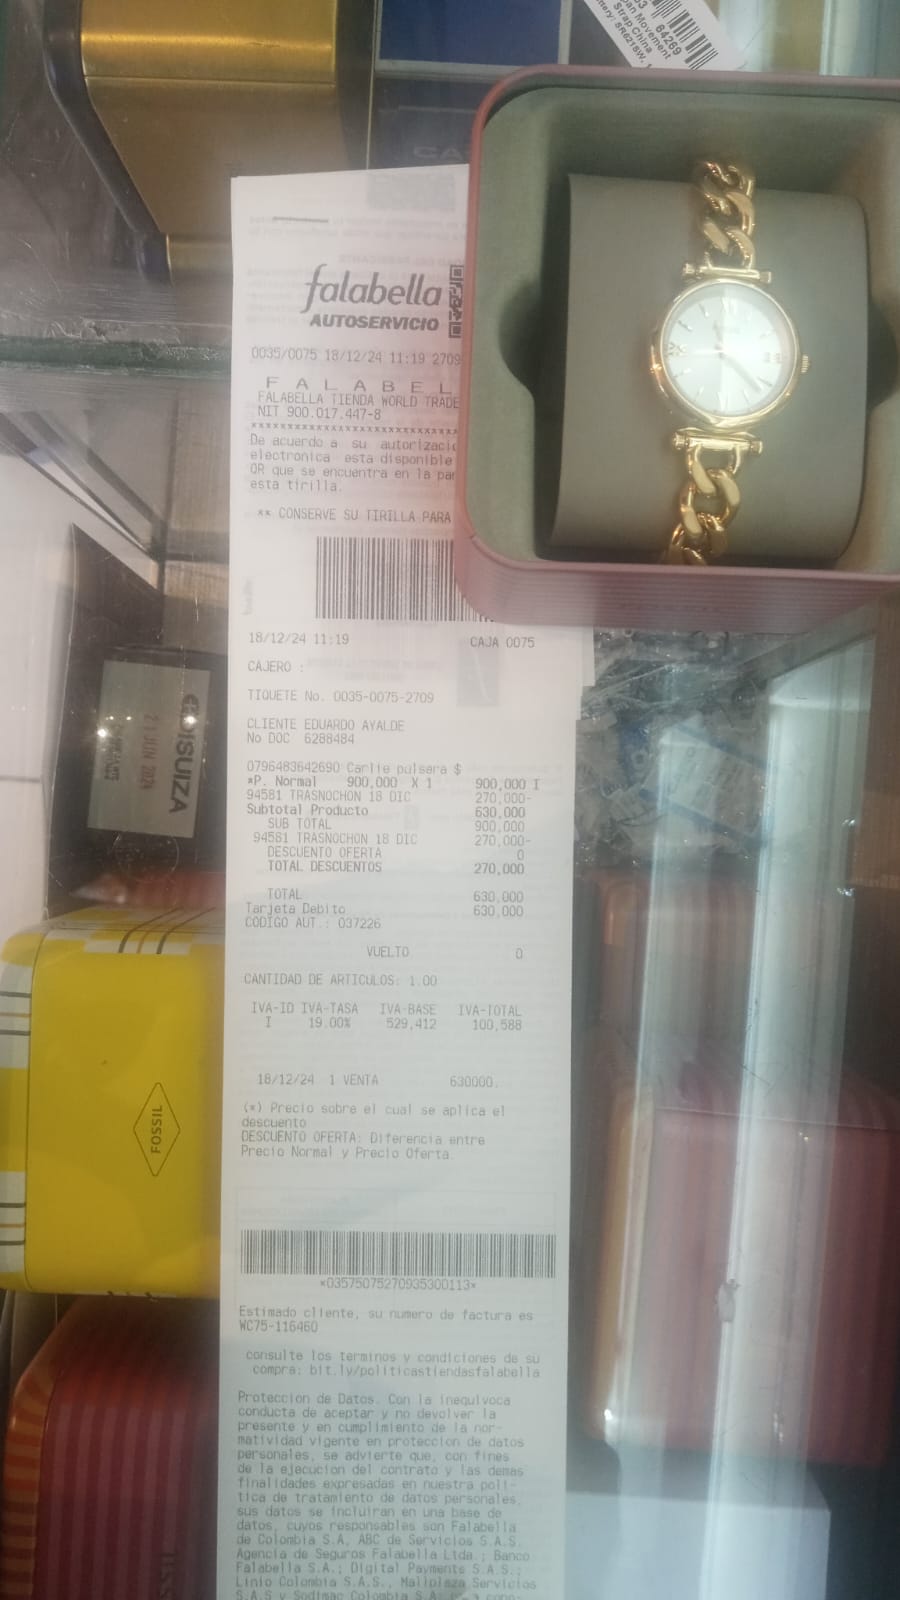 64269
an Movement
Strap China
SR621SW
falabella
AUTOSERVICIO
0035/0075 18/12/24 11:19 2709
F A L A B E L
FALABELLA TIENDA WORLD TRADE
NIT 900.017.447-8
De acuerdo a su autorizacio
electronica esta disponible
QR que se encuentra en la par
esta tirilla.
** CONSERVE SU TIRILLA PARA
18/12/24 11:19 CAJA 0075
CAJERO :
TIQUETE No. 0035-0075-2709
CLIENTE EDUARDO AYALDE
No DOC 6288484
0796483642690 Carlie pulsera $
*P. Normal 900,000 X 1 900,000 I
94581 TRASNOCHON 18 DIC 270,000-
Subtotal Producto 630,000
SUB TOTAL 900,000
94581 TRASNOCHON 18 DIC 270,000-
DESCUENTO OFERTA 0
TOTAL DESCUENTOS 270,000
TOTAL 630,000
Tarjeta Debito 630,000
CODIGO AUT.: 037226
VUELTO 0
CANTIDAD DE ARTICULOS: 1.00
IVA-ID IVA-TASA IVA-BASE IVA-TOTAL
I 19.00% 529,412 100,588
18/12/24 1 VENTA 630000.
(*) Precio sobre el cual se aplica el
descuento
DESCUENTO OFERTA: Diferencia entre
Precio Normal y Precio Oferta.
*03575075270935300113*
Estimado cliente, su numero de factura es
WC75-116460
consulte los terminos y condiciones de su
compra: bit.ly/politicastiendasfalabella
Proteccion de Datos. Con la inequivoca
conducta de aceptar y no devolver la
presente y en cumplimiento de la nor-
matividad vigente en proteccion de datos
personales, se advierte que, con fines
de la ejecucion del contrato y las demas
finalidades expresadas en nuestra poli-
tica de tratamiento de datos personales,
sus datos se incluiran en una base de
datos, cuyos responsables son Falabella
de Colombia S.A, ABC de Servicios S.A.S.
Agencia de Seguros Falabella Ltda.; Banco
Falabella S.A.; Digital Payments S.A.S.;
Linio Colombia S.A.S., Mallplaza Servicios
S.A.S y Sodimac Colombia S.A.
DISUIZA
21 JUN 2024
FOSSIL